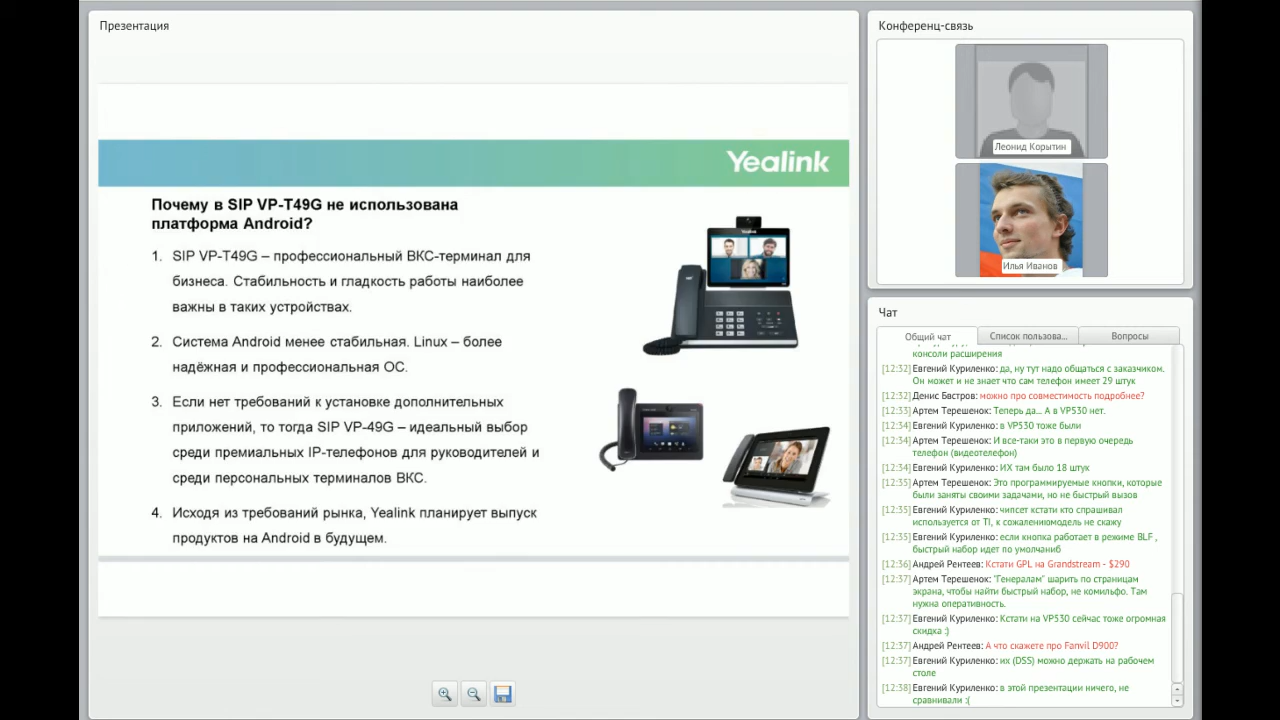 Презентация
Yealink
Почему в SIP VP-T49G не использована
платформа Android?
1. SIP VP-T49G – профессиональный ВКС-терминал для
бизнеса. Стабильность и гладкость работы наиболее
важны в таких устройствах.
2. Система Android менее стабильная. Linux – более
надёжная и профессиональная ОС.
3. Если нет требований к установке дополнительных
приложений, то тогда SIP VP-49G – идеальный выбор
среди премиальных IP-телефонов для руководителей и
среди персональных терминалов ВКС.
4. Исходя из требований рынка, Yealink планирует выпуск
продуктов на Android в будущем.
Конференц-связь
Леонид Корытин
Илья Иванов
Чат
Общий чат
Список пользова...
Вопросы
консоли расширения
[12:32] Евгений Куриленко: да, ну тут надо общаться с заказчиком.
Он может и не знает что сам телефон имеет 29 штук
[12:32] Денис Бвстров: можно про совместимость подробнее?
[12:33] Артем Терешенок: Теперь да... А в VP530 нет.
[12:34] Евгений Куриленко: в VP530 тоже были
[12:34] Артем Терешенок: И все-таки это в первую очередь
телефон (видеотелефон)
[12:34] Евгений Куриленко: ИХ там было 18 штук
[12:35] Артем Терешенок: Это программируемые кнопки, которые
были заняты своими задачами, но не быстрый вызов
[12:35] Евгений Куриленко: чипсет кстати кто спрашивал
используется от TI, к сожалениюмодель не скажу
[12:35] Евгений Куриленко: если кнопка работает в режиме BLF ,
быстрый набор идет по умолчаниб
[12:36] Андрей Рентеев: Кстати GPL на Grandstream - $290
[12:37] Артем Терешенок: "Генералам" шарить по страницам
экрана, чтобы найти быстрый набор, не комильфо. Там
нужна оперативность.
[12:37] Евгений Куриленко: Кстати на VP530 сейчас тоже огромная
скидка :)
[12:37] Андрей Рентеев: А что скажете про Fanvil D900?
[12:37] Евгений Куриленко: их (DSS) можно держать на рабочем
столе
[12:38] Евгений Куриленко: в этой презентации ничего, не
сравнивали :(